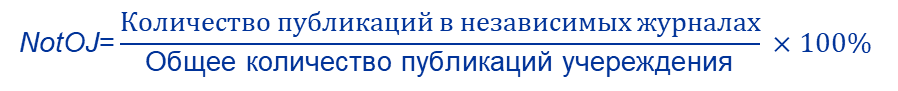 Количество публикаций в независимых журналах
NotOJ= × 100%
Общее количество публикаций учереждения